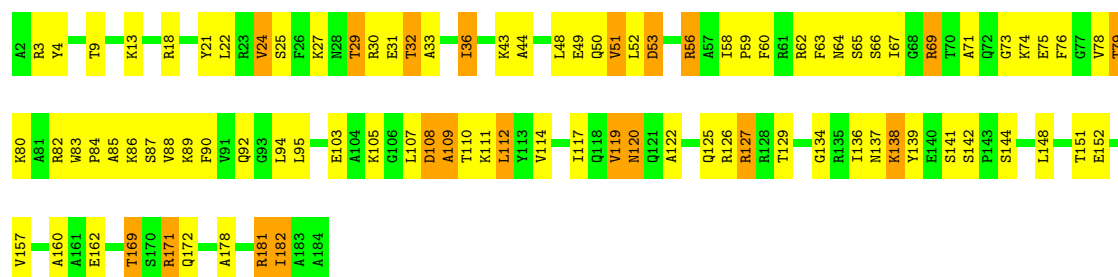 A2 R3 Y4 T9 K13 R18 Y21 L22 R23 V24 S25 F26 K27 N28 T29 R30 E31 T32 A33 I36 K43 A44 L48 E49 Q50 V51 L52 D53 R56 A57 I58 P59 F60 R61 R62 F63 N64 S65 S66 I67 G68 R69 T70 A71 Q72 G73 K74 E75 F76 G77 V78 T79
K80 A81 R82 W83 P84 A85 K86 S87 V88 K89 F90 V91 Q92 G93 L94 L95 E103 A104 K105 G106 L107 D108 A109 T110 K111 L112 Y113 V114 I117 Q118 V119 N120 Q121 A122 Q125 R126 R127 R128 T129 G134 R135 I136 N137 K138 Y139 E140 S141 S142 P143 S144 L148 T151 E152
V157 A160 A161 E162 T169 S170 R171 Q172 A178 R181 I182 A183 A184